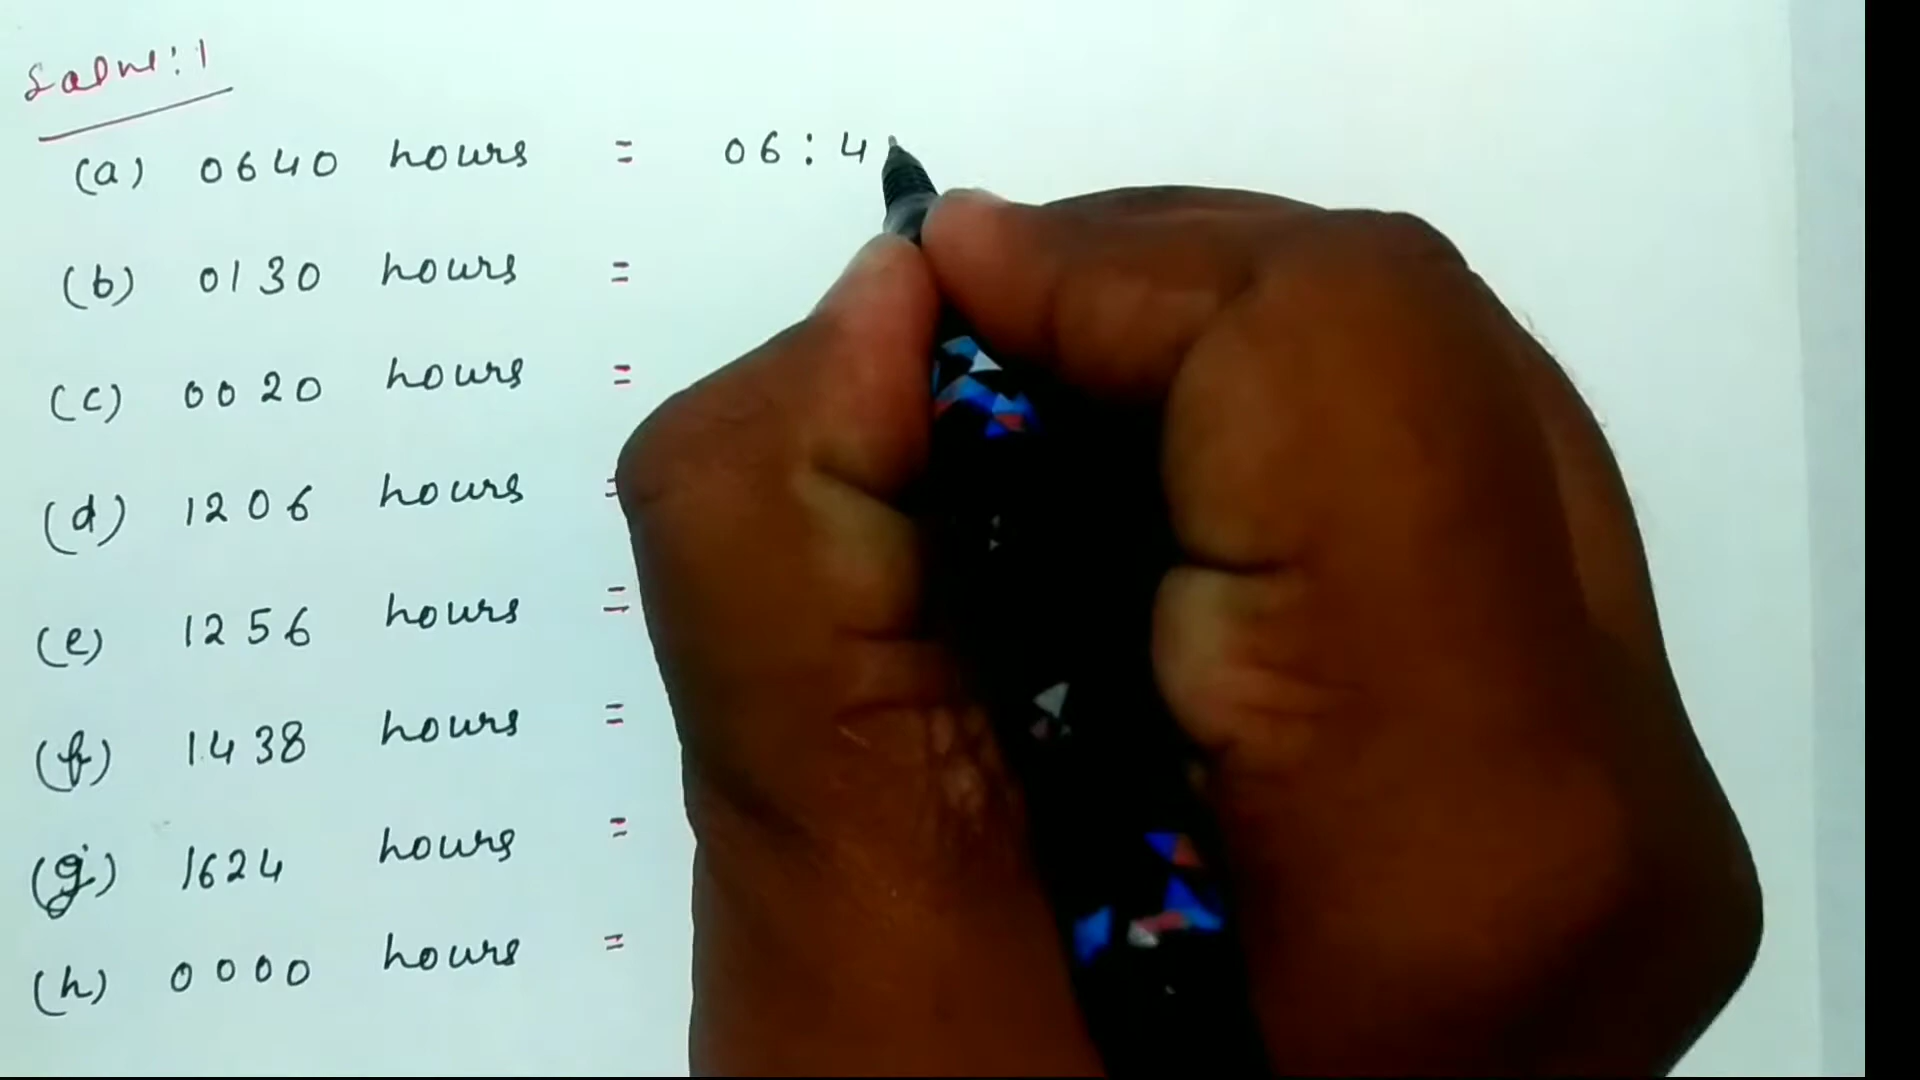 Solve: 1
(a) 0640 hours = 06:4
(b) 0130 hours =
(c) 0020 hours =
(d) 1206 hours =
(e) 1256 hours =
(f) 1438 hours =
(g) 1624 hours =
(h) 0000 hours =